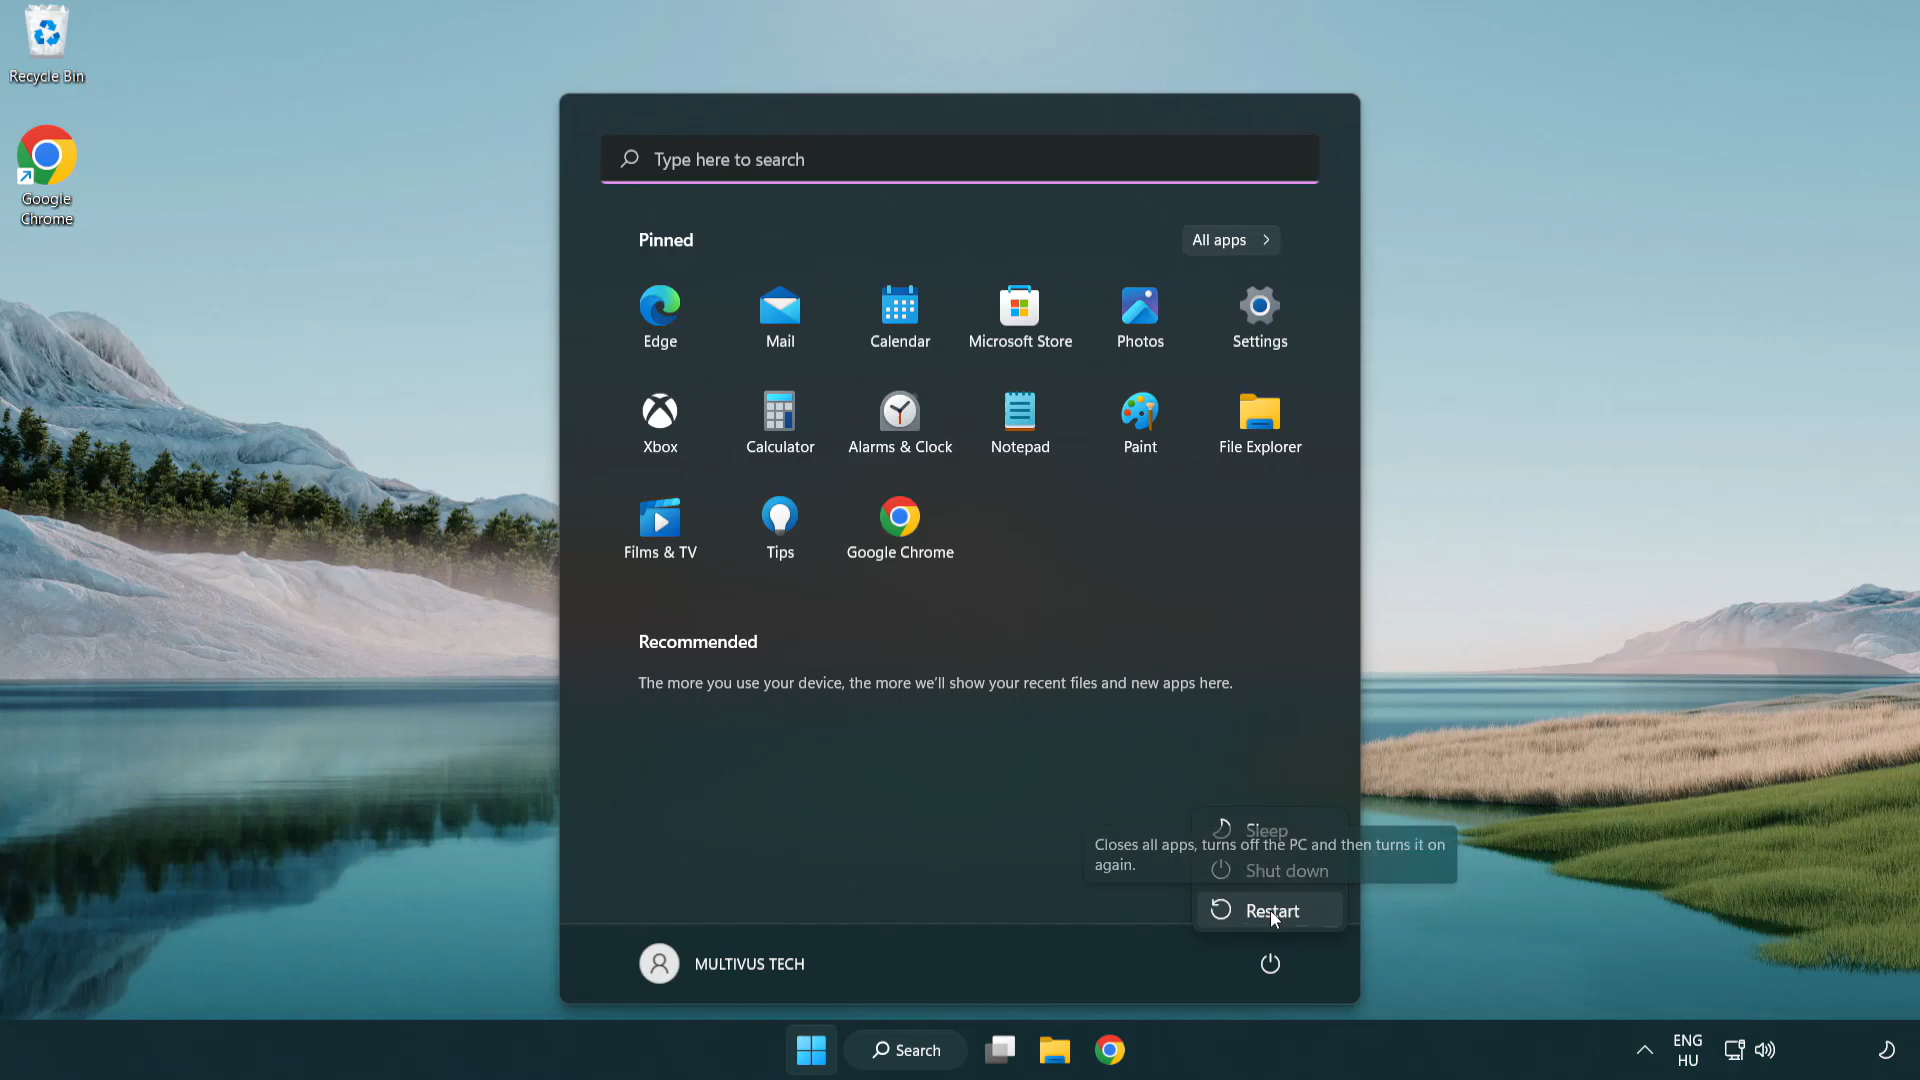 Recycle Bin
Google
Chrome
Type here to search
Pinned
All apps
Edge
Mail
Calendar
Microsoft Store
Photos
Settings
Xbox
Calculator
Alarms & Clock
Notepad
Paint
File Explorer
Films & TV
Tips
Google Chrome
Recommended
The more you use your device, the more we'll show your recent files and new apps here.
Sleep
Closes all apps, turns off the PC and then turns it on
again.
Shut down
Restart
MULTIVUS TECH
Search
ENG
HU